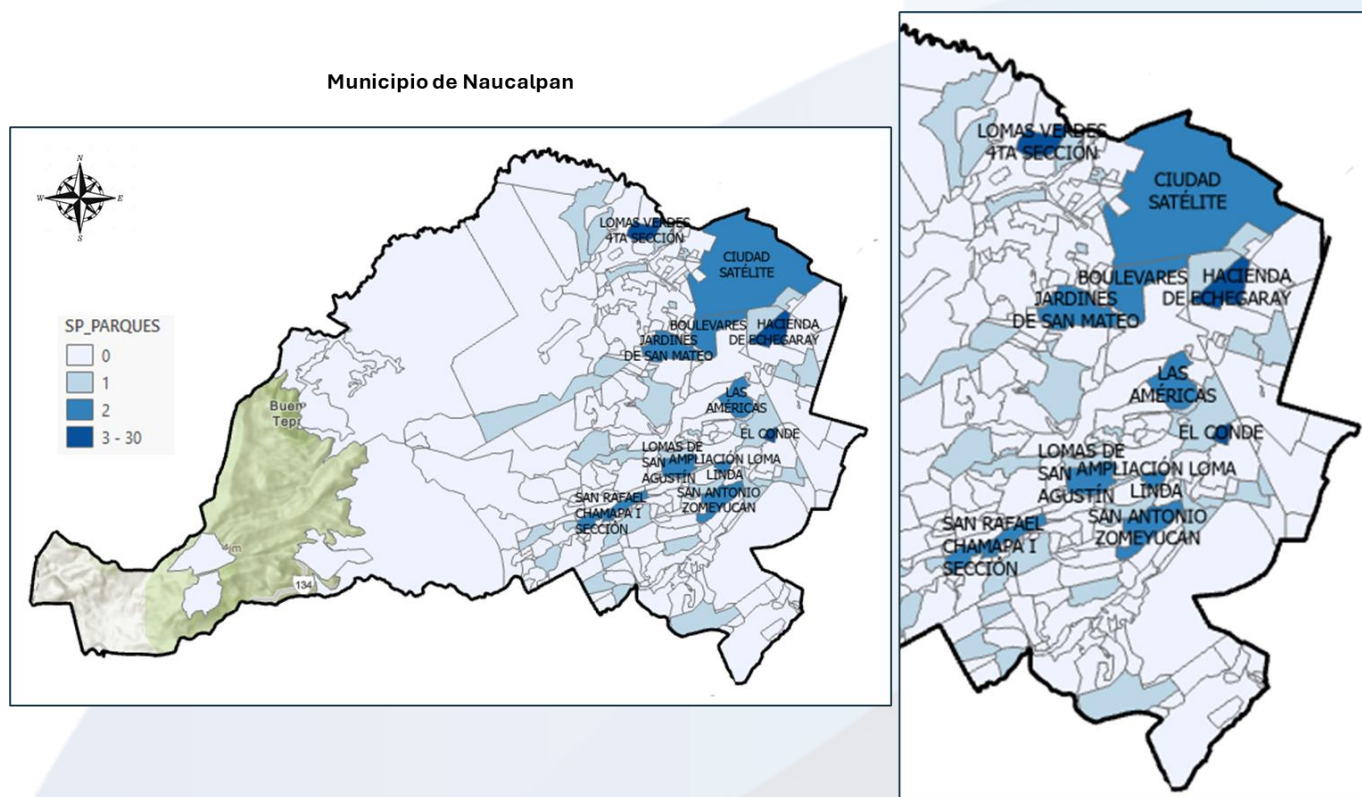 Municipio de Naucalpan
N
W
E
S
SP_PARQUES
0
1
2
3 - 30
LOMAS VERDES
4TA SECCIÓN
CIUDAD
SATÉLITE
BOULEVARES
HACIENDA
DE ECHEGARAY
JARDINES
DE SAN MATEO
LAS
AMÉRICAS
EL CONDE
LOMAS DE
SAN
AGUSTÍN
AMPLIACIÓN LOMA
LINDA
SAN ANTONIO
ZOMEYUCAN
SAN RAFAEL
CHAMAPA I
SECCIÓN
134
LOMAS VERDES
4TA SECCIÓN
CIUDAD
SATÉLITE
BOULEVARES
HACIENDA
DE ECHEGARAY
JARDINES
DE SAN MATEO
LAS
AMÉRICAS
EL CONDE
LOMAS DE
SAN
AGUSTÍN
AMPLIACIÓN LOMA
LINDA
SAN ANTONIO
ZOMEYUCAN
SAN RAFAEL
CHAMAPA I
SECCIÓN